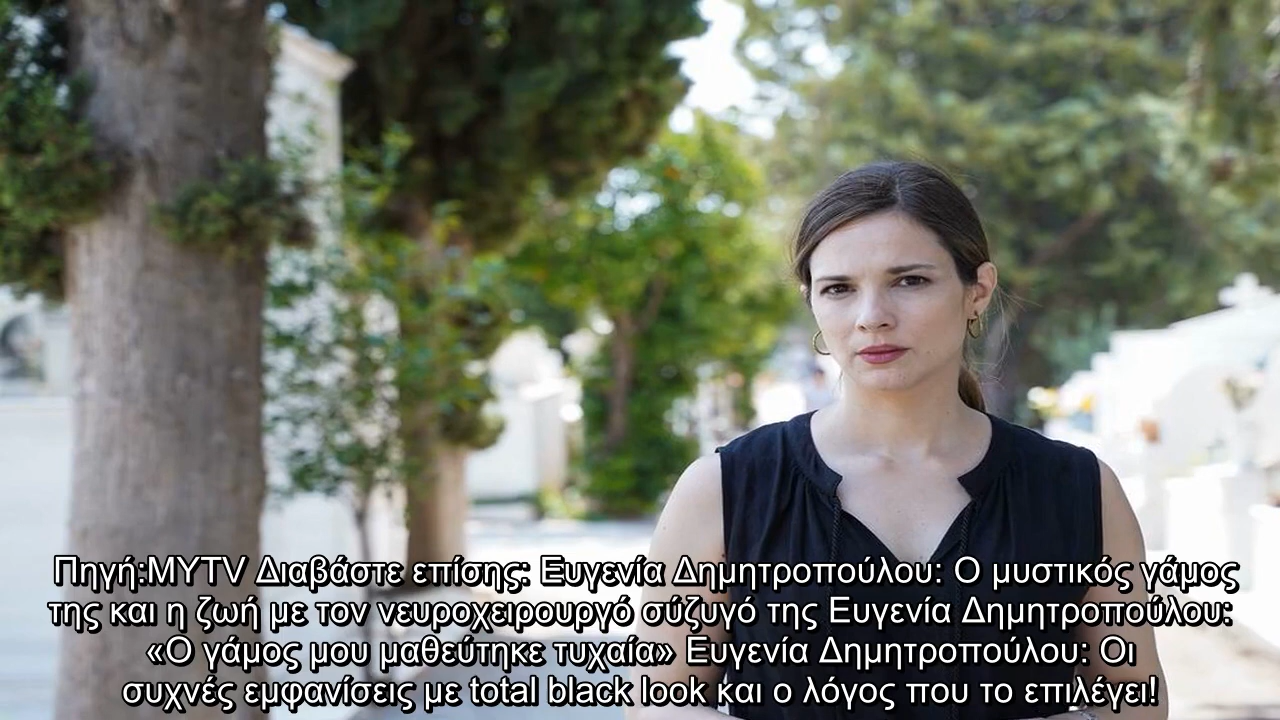 Πηγή:MYTV Διαβάστε επίσης: Ευγενία Δημητροπούλου: Ο μυστικός γάμος
της και η ζωή με τον νευροχειρουργό σύζυγό της Ευγενία Δημητροπούλου:
«Ο γάμος μου μαθεύτηκε τυχαία» Ευγενία Δημητροπούλου: Οι
συχνές εμφανίσεις με total black look και ο λόγος που το επιλέγει!